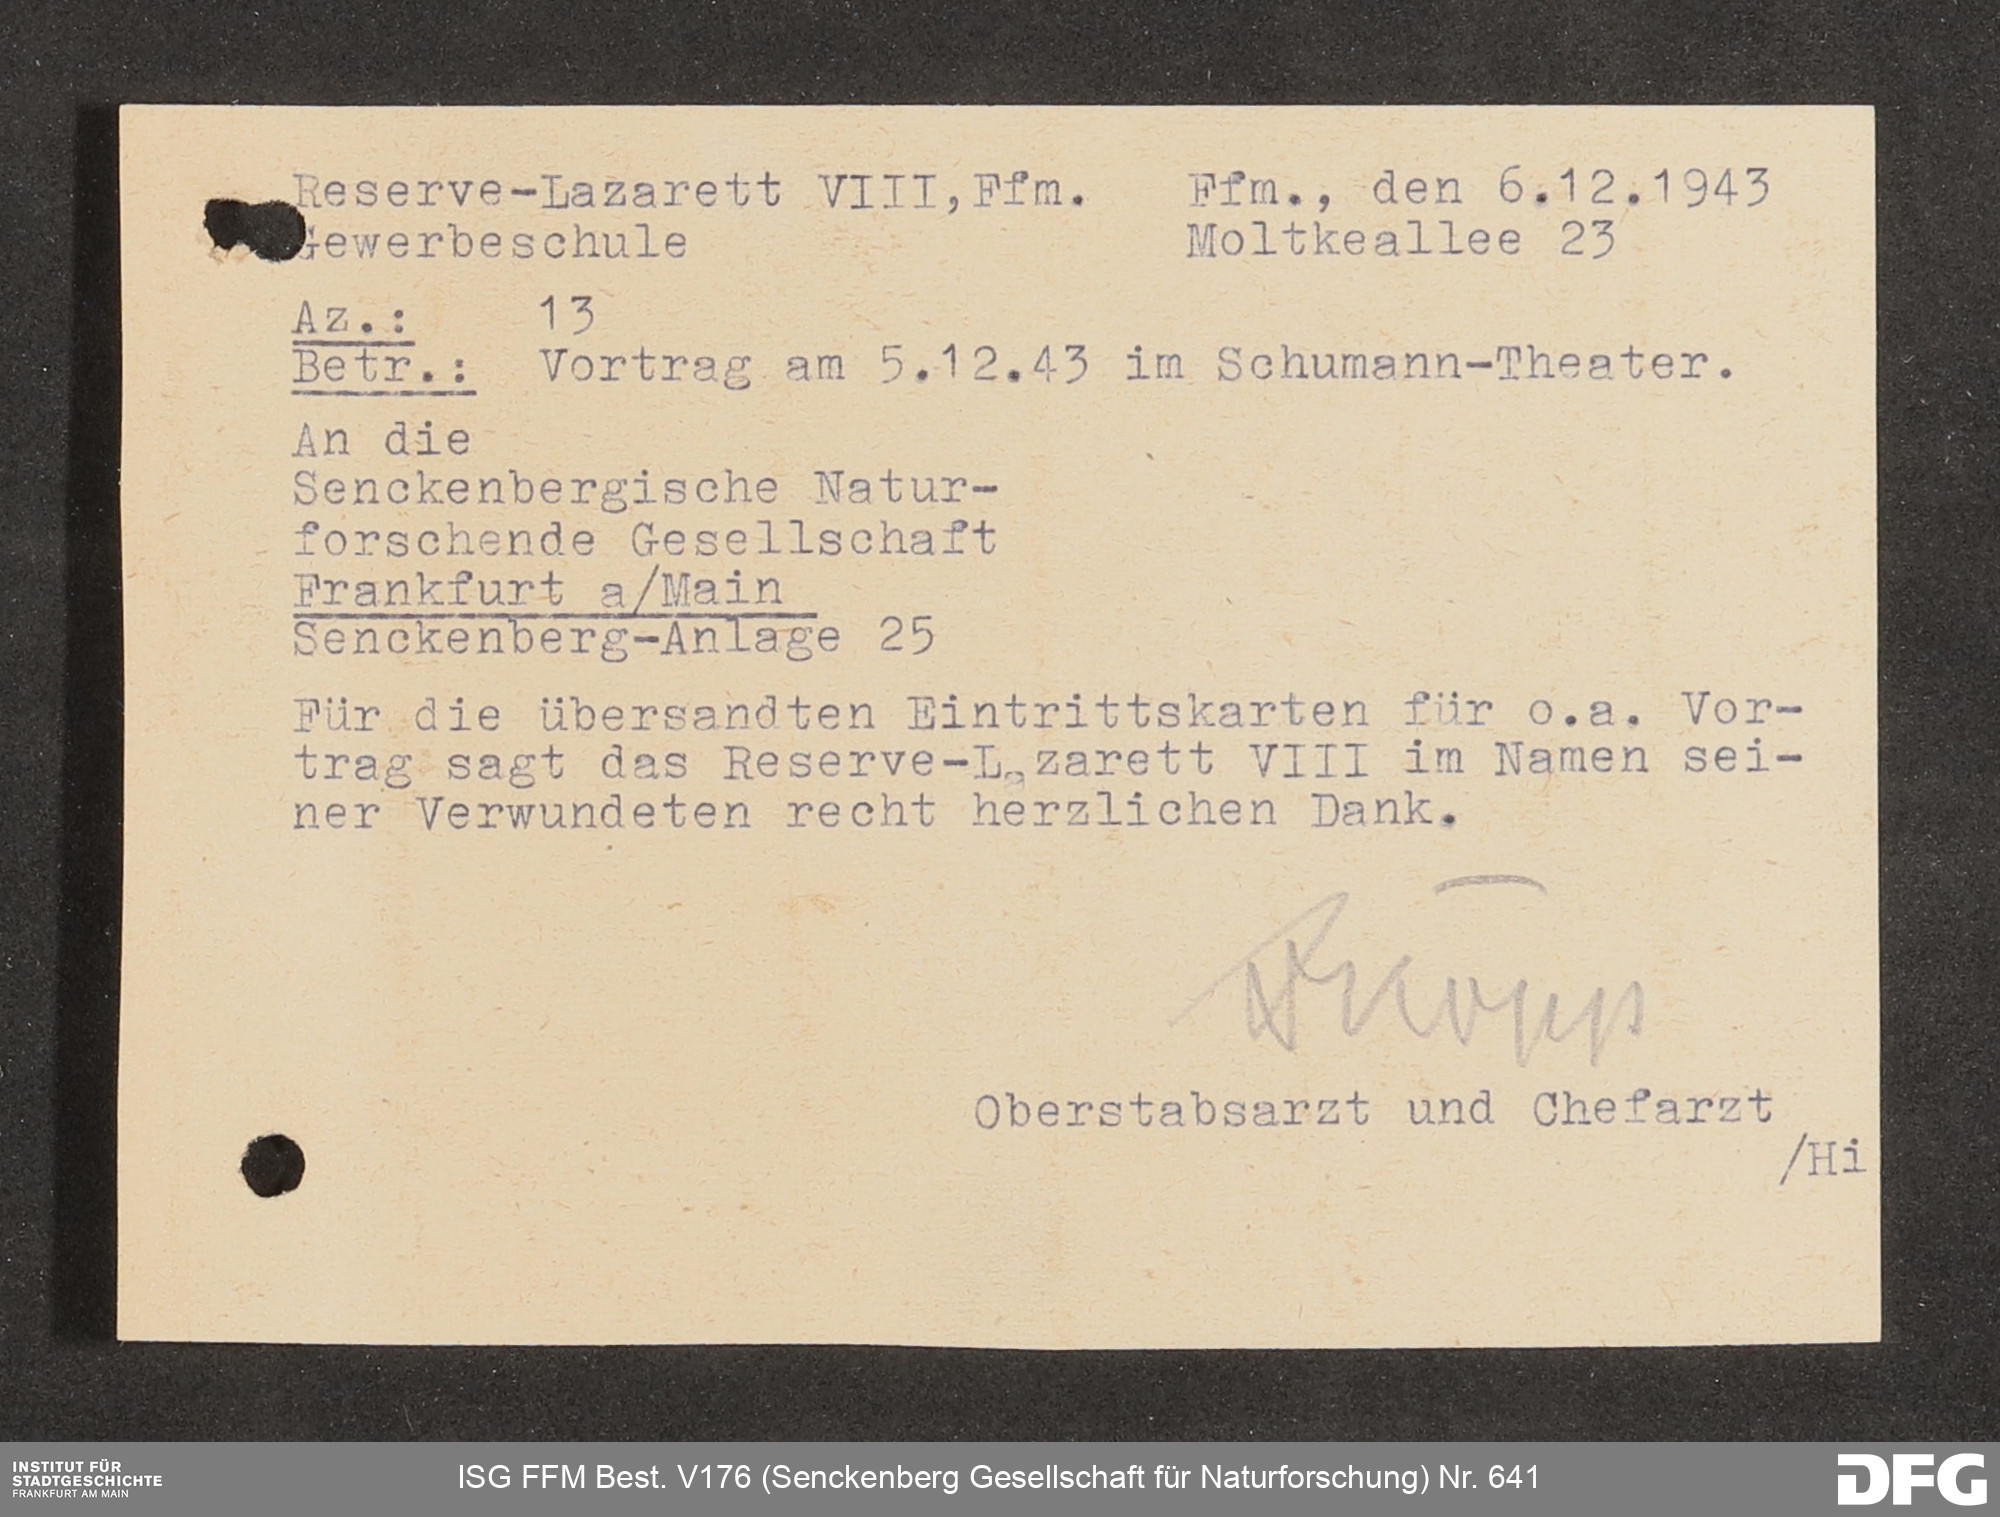 Reserve-Lazarett VIII,Ffm. Ffm., den 6.12.1943
Gewerbeschule Moltkeallee 23
Az.: 13
Betr.: Vortrag am 5.12.43 im Schumann-Theater.
An die
Senckenbergische Natur-
forschende Gesellschaft
Frankfurt a/Main
Senckenberg-Anlage 25
Für die übersandten Eintrittskarten für o.a. Vor-
trag sagt das Reserve-Lazarett VIII im Namen sei-
ner Verwundeten recht herzlichen Dank.
Oberstabsarzt und Chefarzt
/Hi
INSTITUT FÜR
STADTGESCHICHTE
FRANKFURT AM MAIN
ISG FFM Best. V176 (Senckenberg Gesellschaft für Naturforschung) Nr. 641
DFG